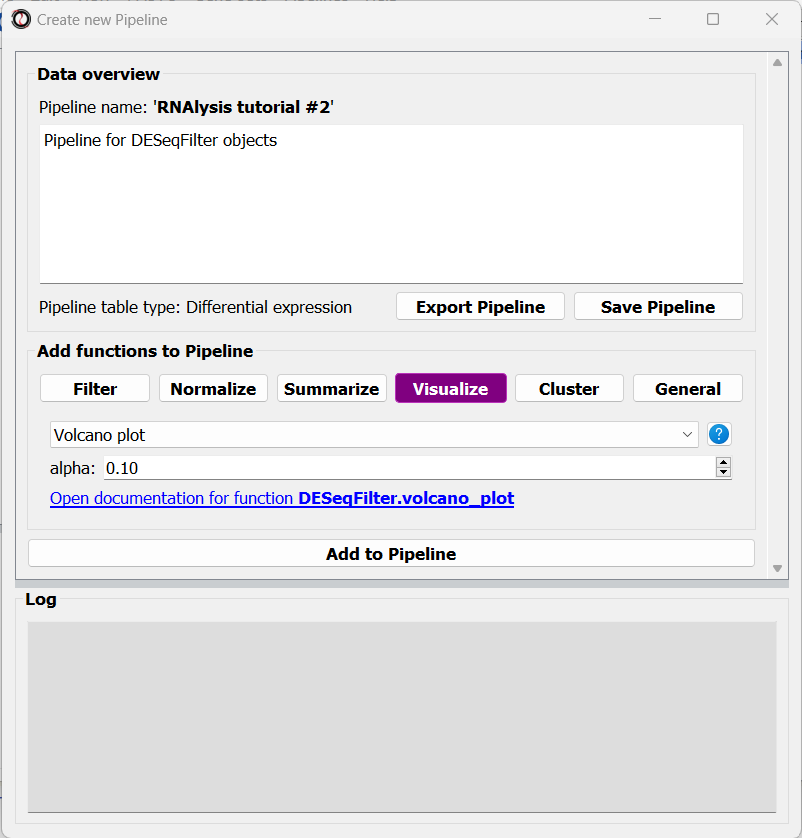 Create new Pipeline
Data overview
Pipeline name: 'RNAlysis tutorial #2'
Pipeline for DESeqFilter objects
Pipeline table type: Differential expression Export Pipeline Save Pipeline
Add functions to Pipeline
Filter Normalize Summarize Visualize Cluster General
Volcano plot ?
alpha: 0.10
Open documentation for function DESeqFilter.volcano_plot
Add to Pipeline
Log